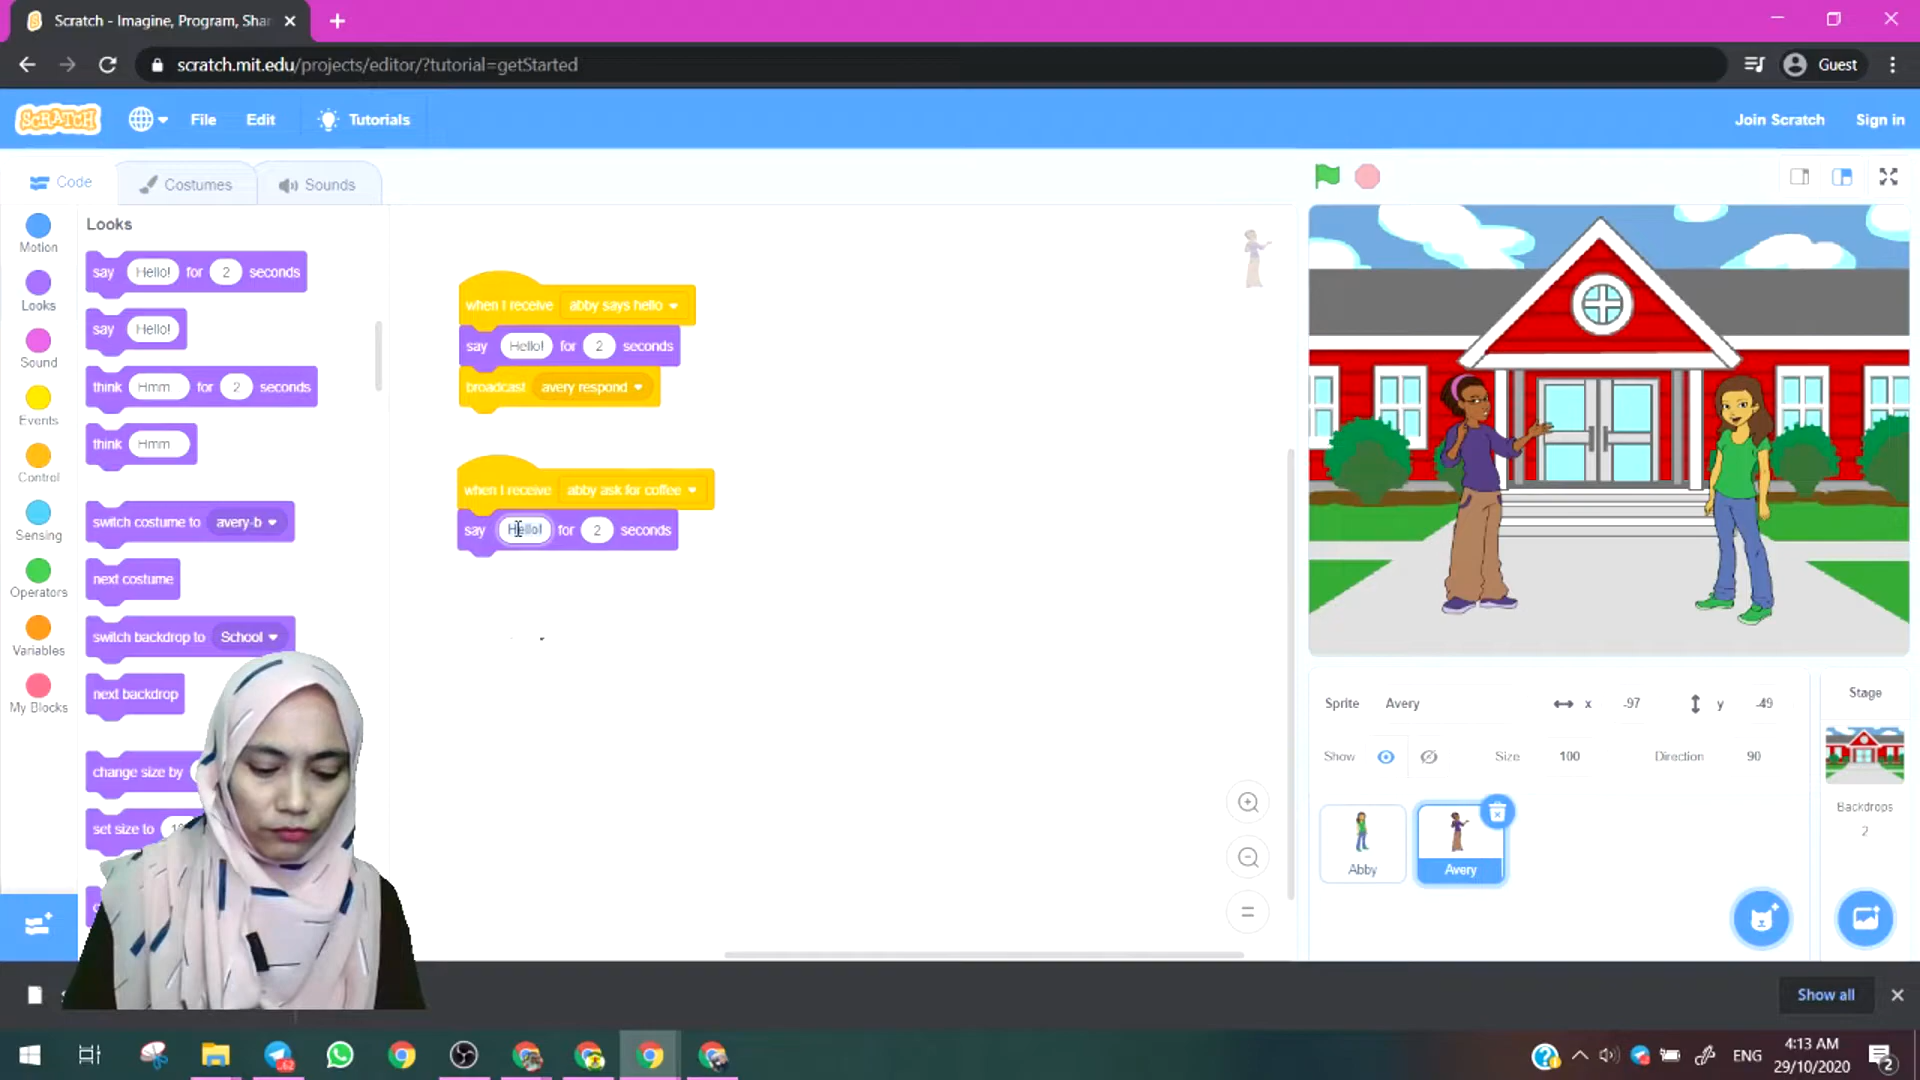 Scratch - Imagine, Program, Shar
scratch.mit.edu/projects/editor/?tutorial=getStarted
Guest
SCRATCH
File
Edit
Tutorials
Join Scratch
Sign in
Code
Costumes
Sounds
Motion
Looks
Sound
Events
Control
Sensing
Operators
Variables
My Blocks
Looks
say Hello! for 2 seconds
say Hello!
think Hmm for 2 seconds
think Hmm
switch costume to avery-b
next costume
switch backdrop to School
next backdrop
change size by
set size to
when I receive abby says hello
say Hello! for 2 seconds
broadcast avery respond
when I receive abby ask for coffee
say Hello! for 2 seconds
Sprite Avery x -97 y -49
Show Size 100 Direction 90
Abby
Avery
Stage
Backdrops
2
Show all
ENG
4:13 AM
29/10/2020
2